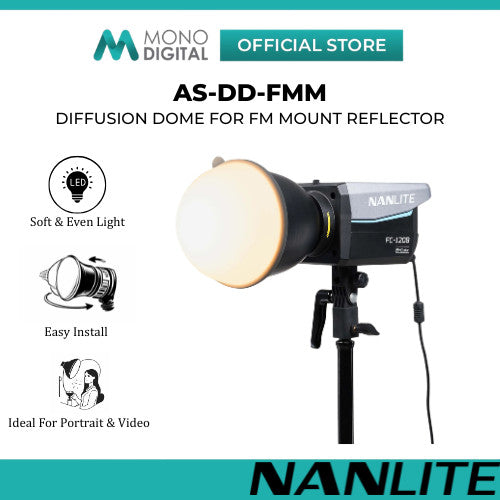 MONO
DIGITAL
OFFICIAL STORE
AS-DD-FMM
DIFFUSION DOME FOR FM MOUNT REFLECTOR
LED
Soft & Even Light
NANLITE
FC-120B
Easy Install
Ideal For Portrait & Video
NANLITE